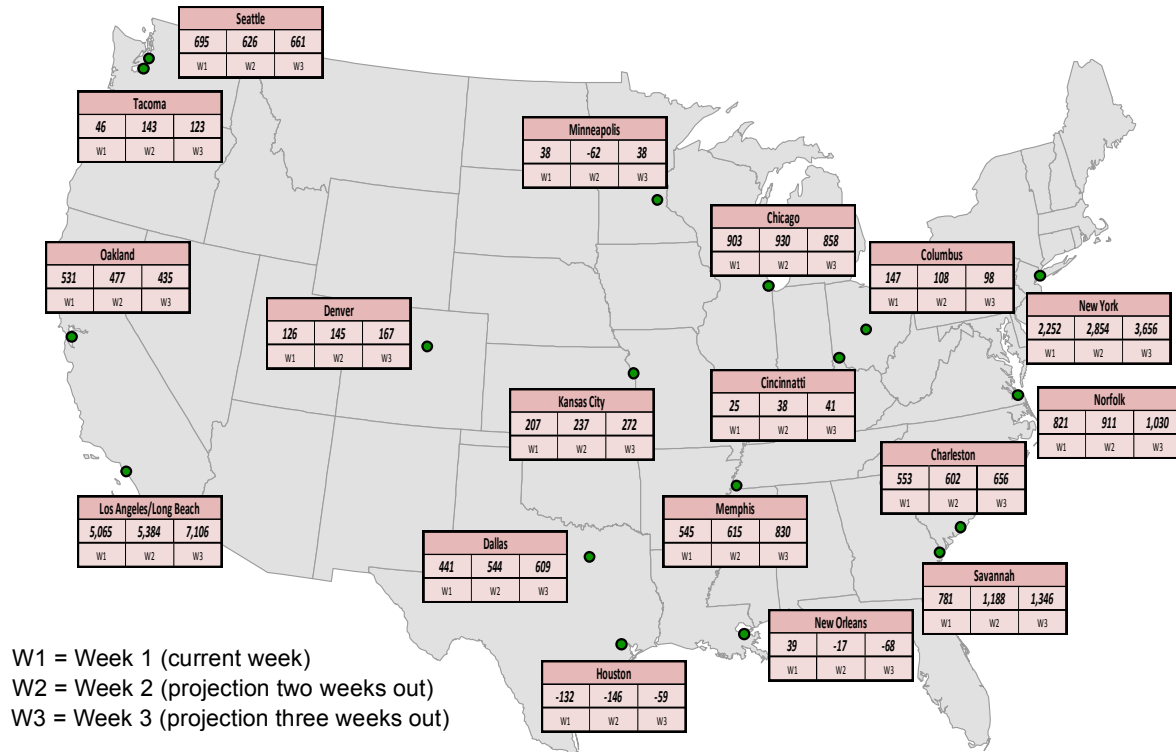 Seattle
695 626 661
W1 W2 W3
Tacoma
46 143 123
W1 W2 W3
Minneapolis
38 -62 38
W1 W2 W3
Chicago
903 930 858
W1 W2 W3
Oakland
531 477 435
W1 W2 W3
Columbus
147 108 98
W1 W2 W3
Denver
126 145 167
W1 W2 W3
New York
2,252 2,854 3,656
W1 W2 W3
Kansas City
207 237 272
W1 W2 W3
Cincinnatti
25 38 41
W1 W2 W3
Norfolk
821 911 1,030
W1 W2 W3
Charleston
553 602 656
W1 W2 W3
Los Angeles/Long Beach
5,065 5,384 7,106
W1 W2 W3
Memphis
545 615 830
W1 W2 W3
Dallas
441 544 609
W1 W2 W3
Savannah
781 1,188 1,346
W1 W2 W3
New Orleans
39 -17 -68
W1 W2 W3
Houston
-132 -146 -59
W1 W2 W3
W1 = Week 1 (current week)
W2 = Week 2 (projection two weeks out)
W3 = Week 3 (projection three weeks out)